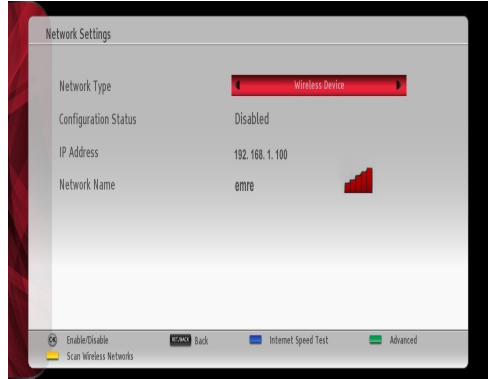 Network Settings
Network Type Wireless Device
Configuration Status Disabled
IP Address 192. 168. 1. 100
Network Name emre
OK Enable/Disable RET/BACK Back Internet Speed Test Advanced
Scan Wireless Networks